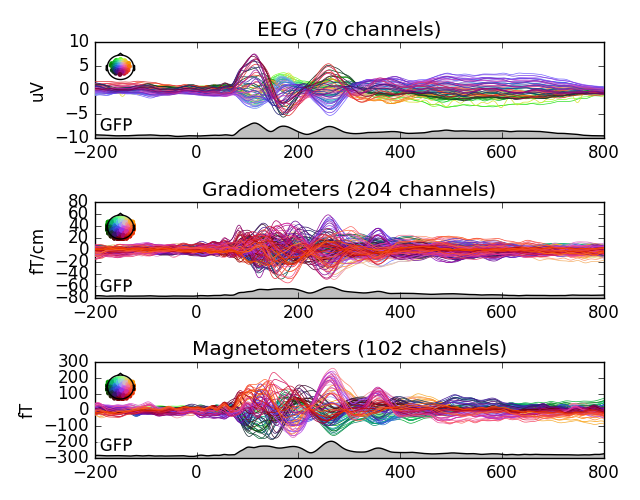 EEG (70 channels)
10
5
0
−5
−10
uV
GFP
−200 0 200 400 600 800
Gradiometers (204 channels)
80
60
40
20
0
−20
−40
−60
−80
fT/cm
GFP
−200 0 200 400 600 800
Magnetometers (102 channels)
300
200
100
0
−100
−200
−300
fT
GFP
−200 0 200 400 600 800